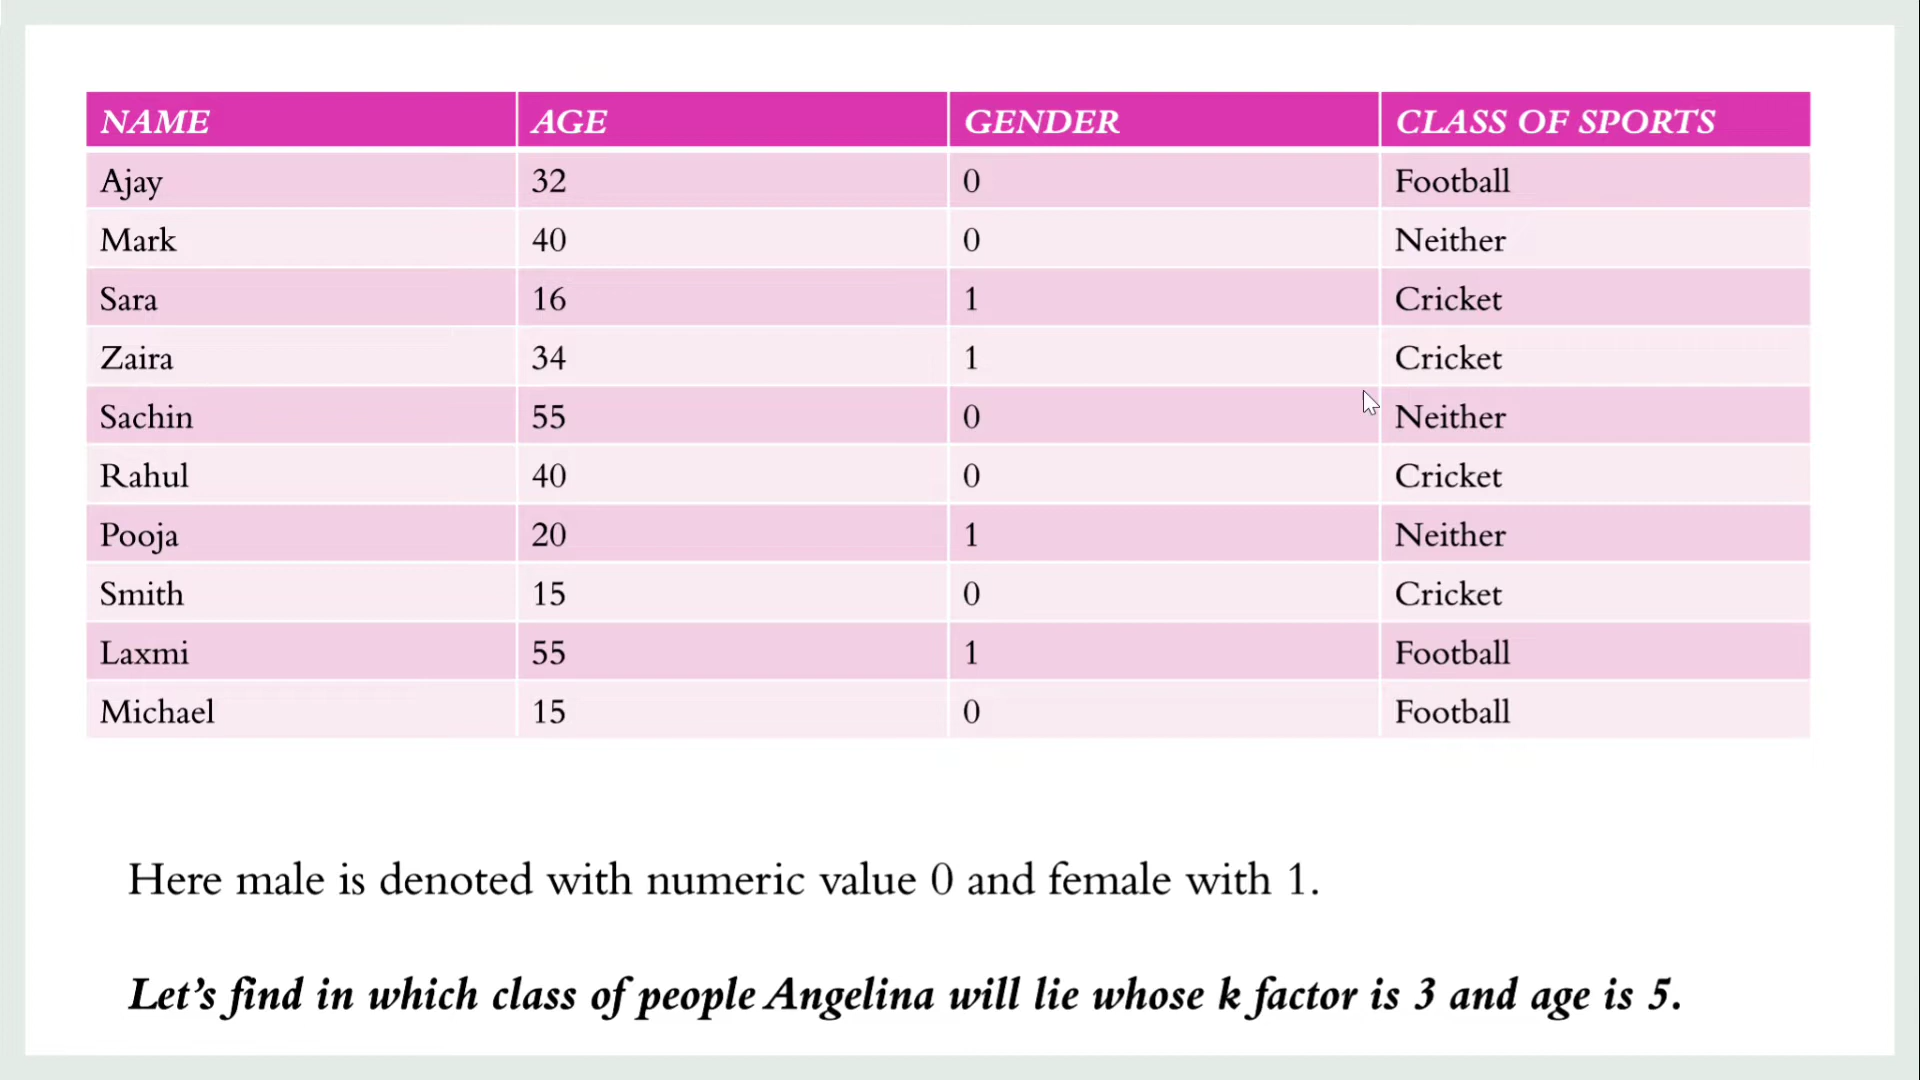 NAME AGE GENDER CLASS OF SPORTS
Ajay 32 0 Football
Mark 40 0 Neither
Sara 16 1 Cricket
Zaira 34 1 Cricket
Sachin 55 0 Neither
Rahul 40 0 Cricket
Pooja 20 1 Neither
Smith 15 0 Cricket
Laxmi 55 1 Football
Michael 15 0 Football
Here male is denoted with numeric value 0 and female with 1.
Let’s find in which class of people Angelina will lie whose k factor is 3 and age is 5.